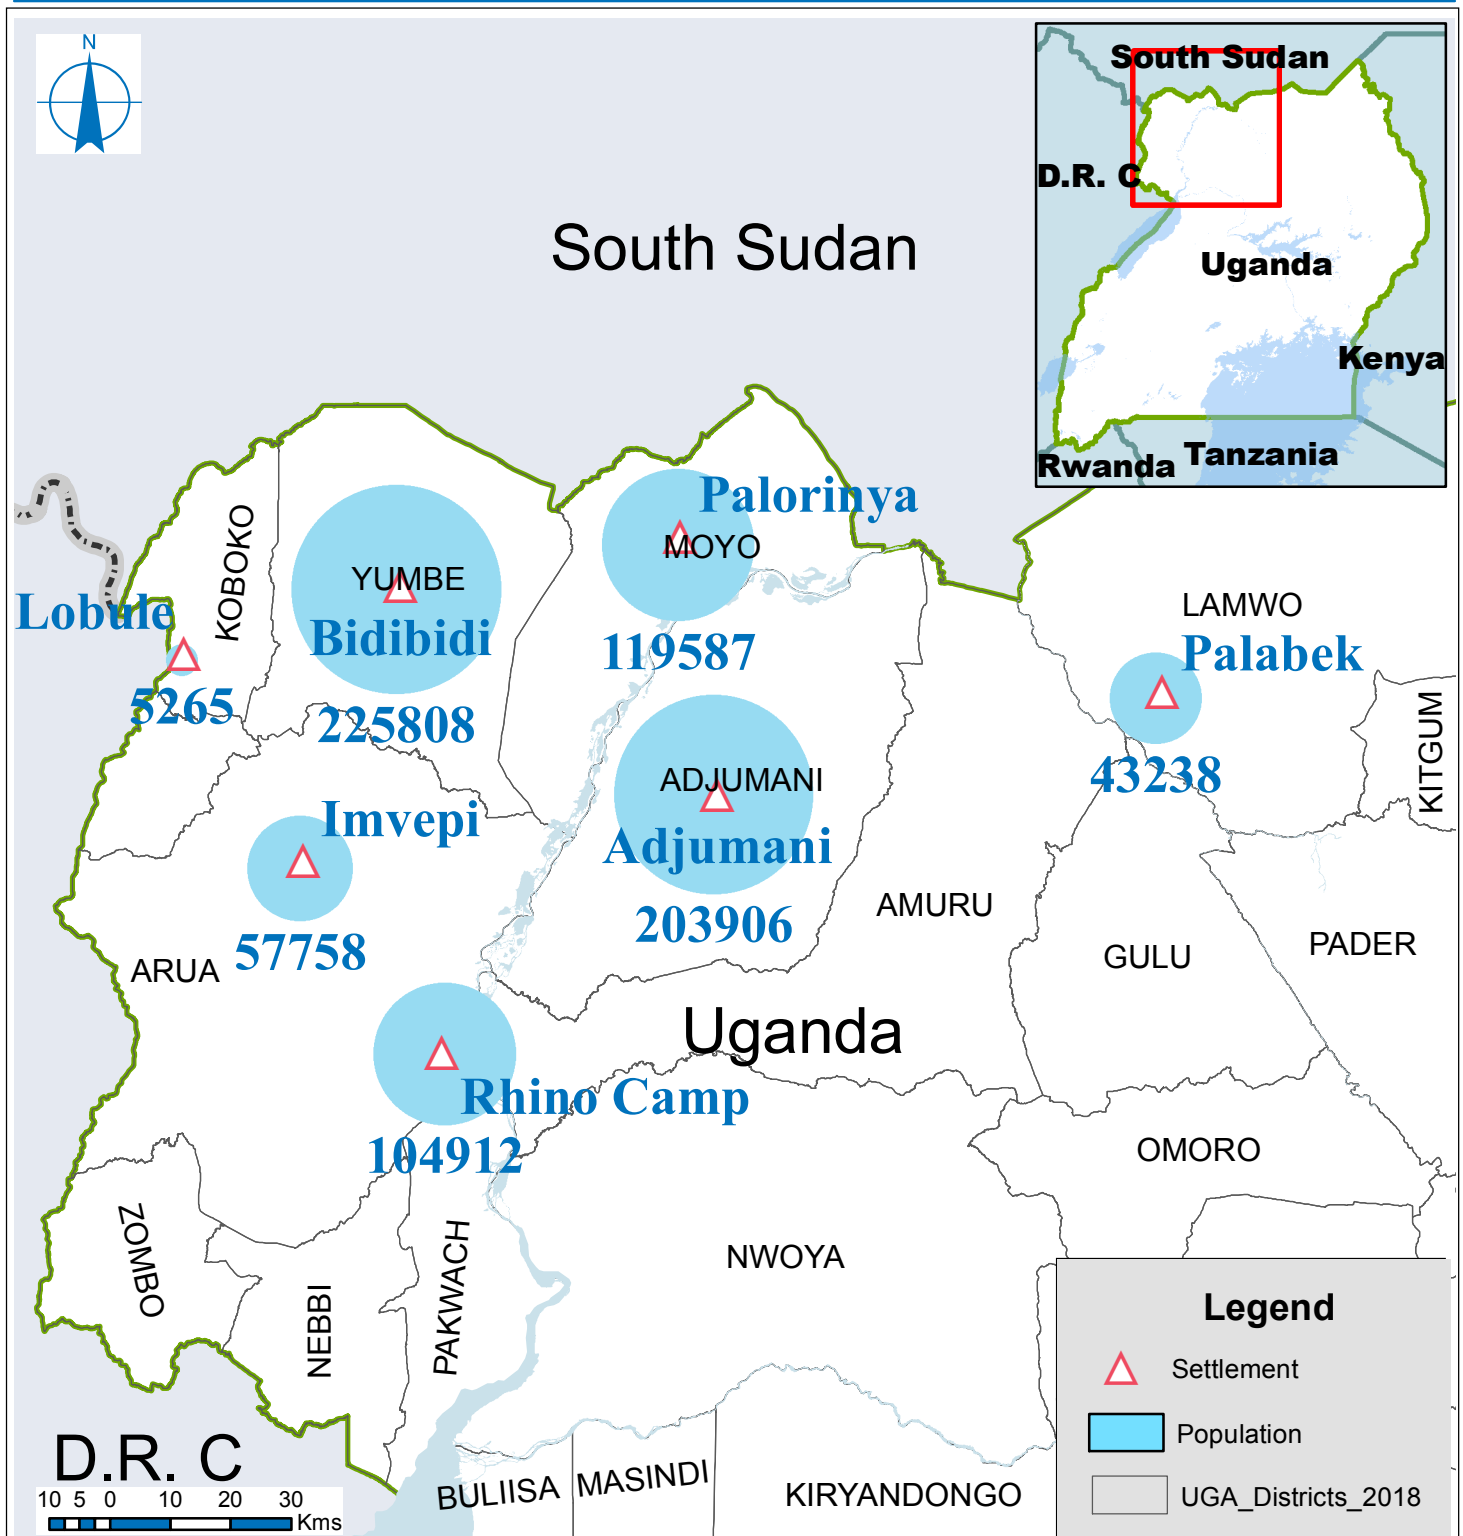 N
South Sudan
D.R. C
Uganda
Kenya
Rwanda
Tanzania
South Sudan
Palorinya
MOYO
119587
KOBOKO
YUMBE
Bidibidi
225808
Lobule
5265
LAMWO
Palabek
43238
KITGUM
ADJUMANI
Adjumani
203906
Imvepi
57758
ARUA
AMURU
GULU
PADER
Uganda
Rhino Camp
104912
OMORO
ZOMBO
NEBBI
PAKWACH
NWOYA
D.R. C
10 5 0 10 20 30
Kms
BULIISA
MASINDI
KIRYANDONGO
Legend
Settlement
Population
UGA_Districts_2018